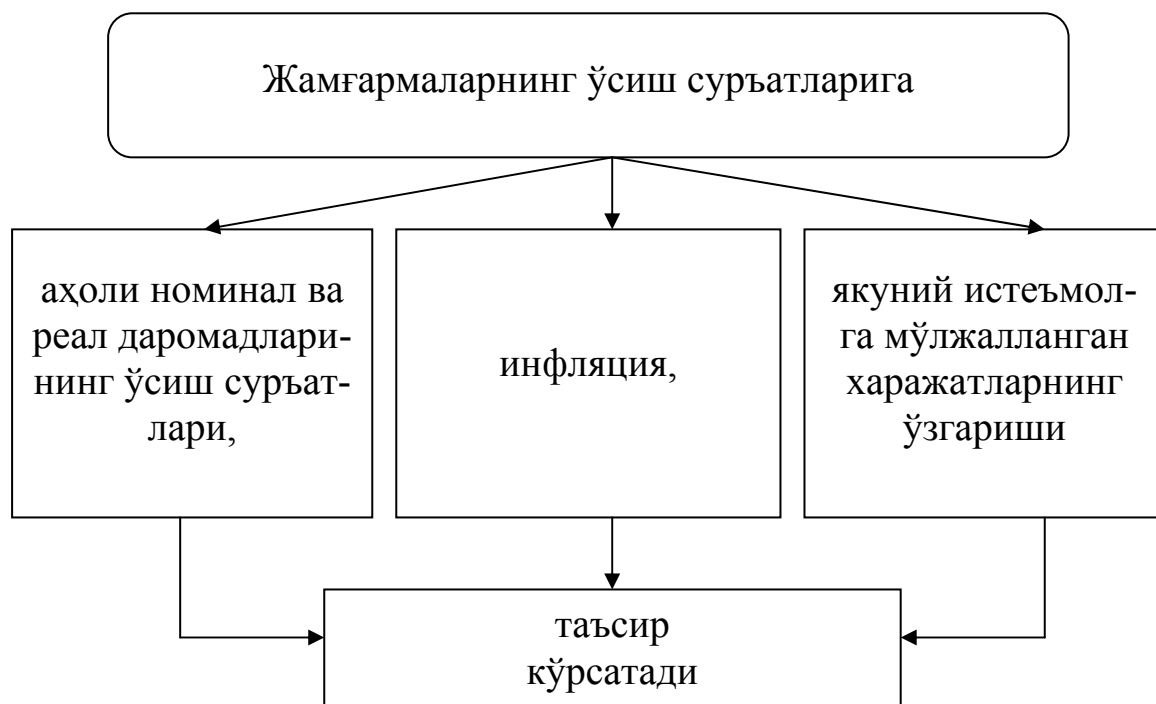 Жамғармаларнинг ўсиш суръатларига
аҳоли номинал ва
реал даромадлари-
нинг ўсиш суръат-
лари,
инфляция,
якуний истеъмол-
га мўлжалланган
харажатларнинг
ўзгариши
таъсир
кўрсатади